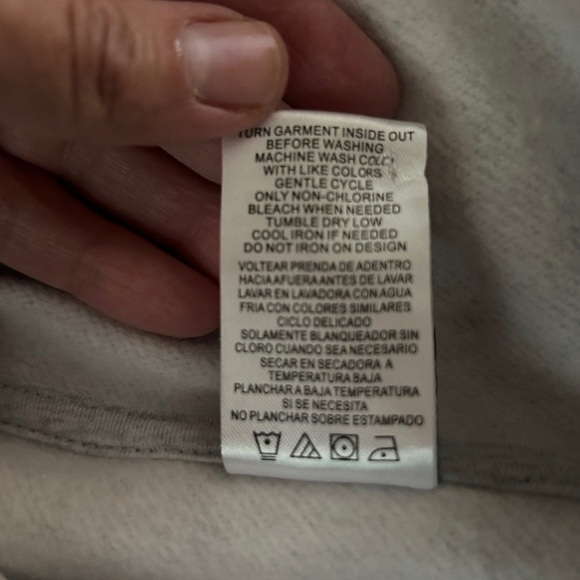 TURN GARMENT INSIDE OUT
BEFORE WASHING
MACHINE WASH COLD
WITH LIKE COLORS
GENTLE CYCLE
ONLY NON-CHLORINE
BLEACH WHEN NEEDED
TUMBLE DRY LOW
COOL IRON IF NEEDED
DO NOT IRON ON DESIGN
VOLTEAR PRENDA DE ADENTRO
HACIA AFUERA ANTES DE LAVAR
LAVAR EN LAVADORA CON AGUA
FRIA CON COLORES SIMILARES
CICLO DELICADO
SOLAMENTE BLANQUEADOR SIN
CLORO CUANDO SEA NECESARIO
SECAR EN SECADORA A
TEMPERATURA BAJA
PLANCHAR A BAJA TEMPERATURA
SI SE NECESITA
NO PLANCHAR SOBRE ESTAMPADO